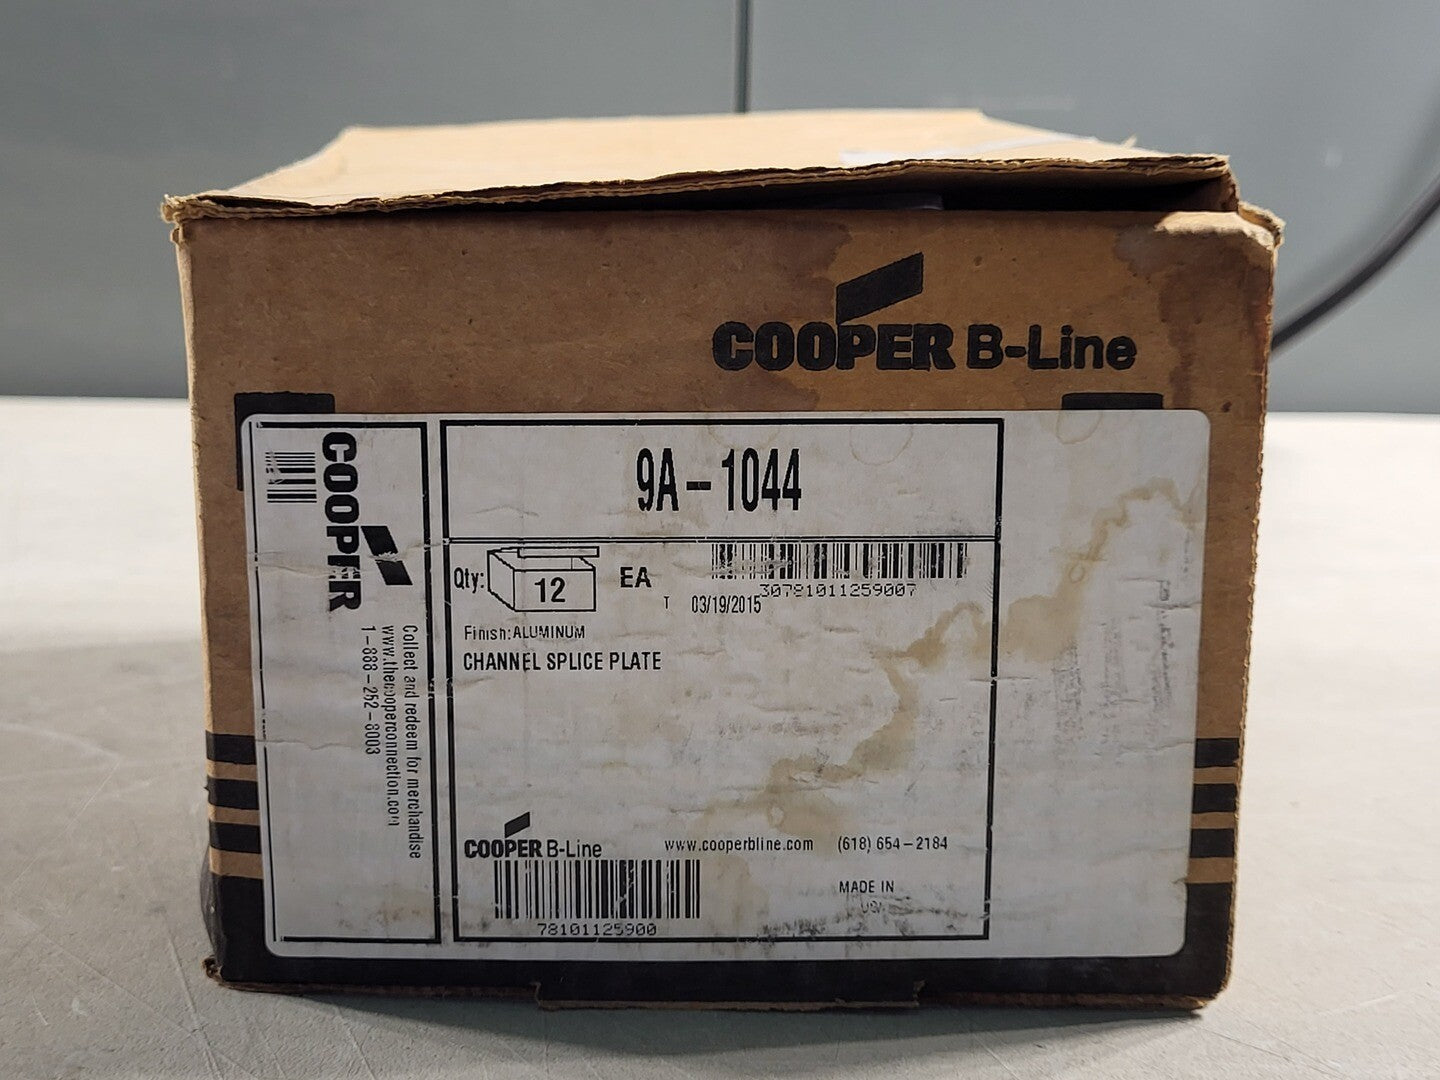 COOPER B-Line
COOPER
Collect and redeem for merchandise
www.thecooperconnection.com
1-888-252-8003
9A-1044
Qty: 12 EA
30781011259007
T 03/19/2015
Finish:ALUMINUM
CHANNEL SPLICE PLATE
COOPER B-Line
www.cooperbline.com (618) 654-2184
MADE IN
USA
78101125900